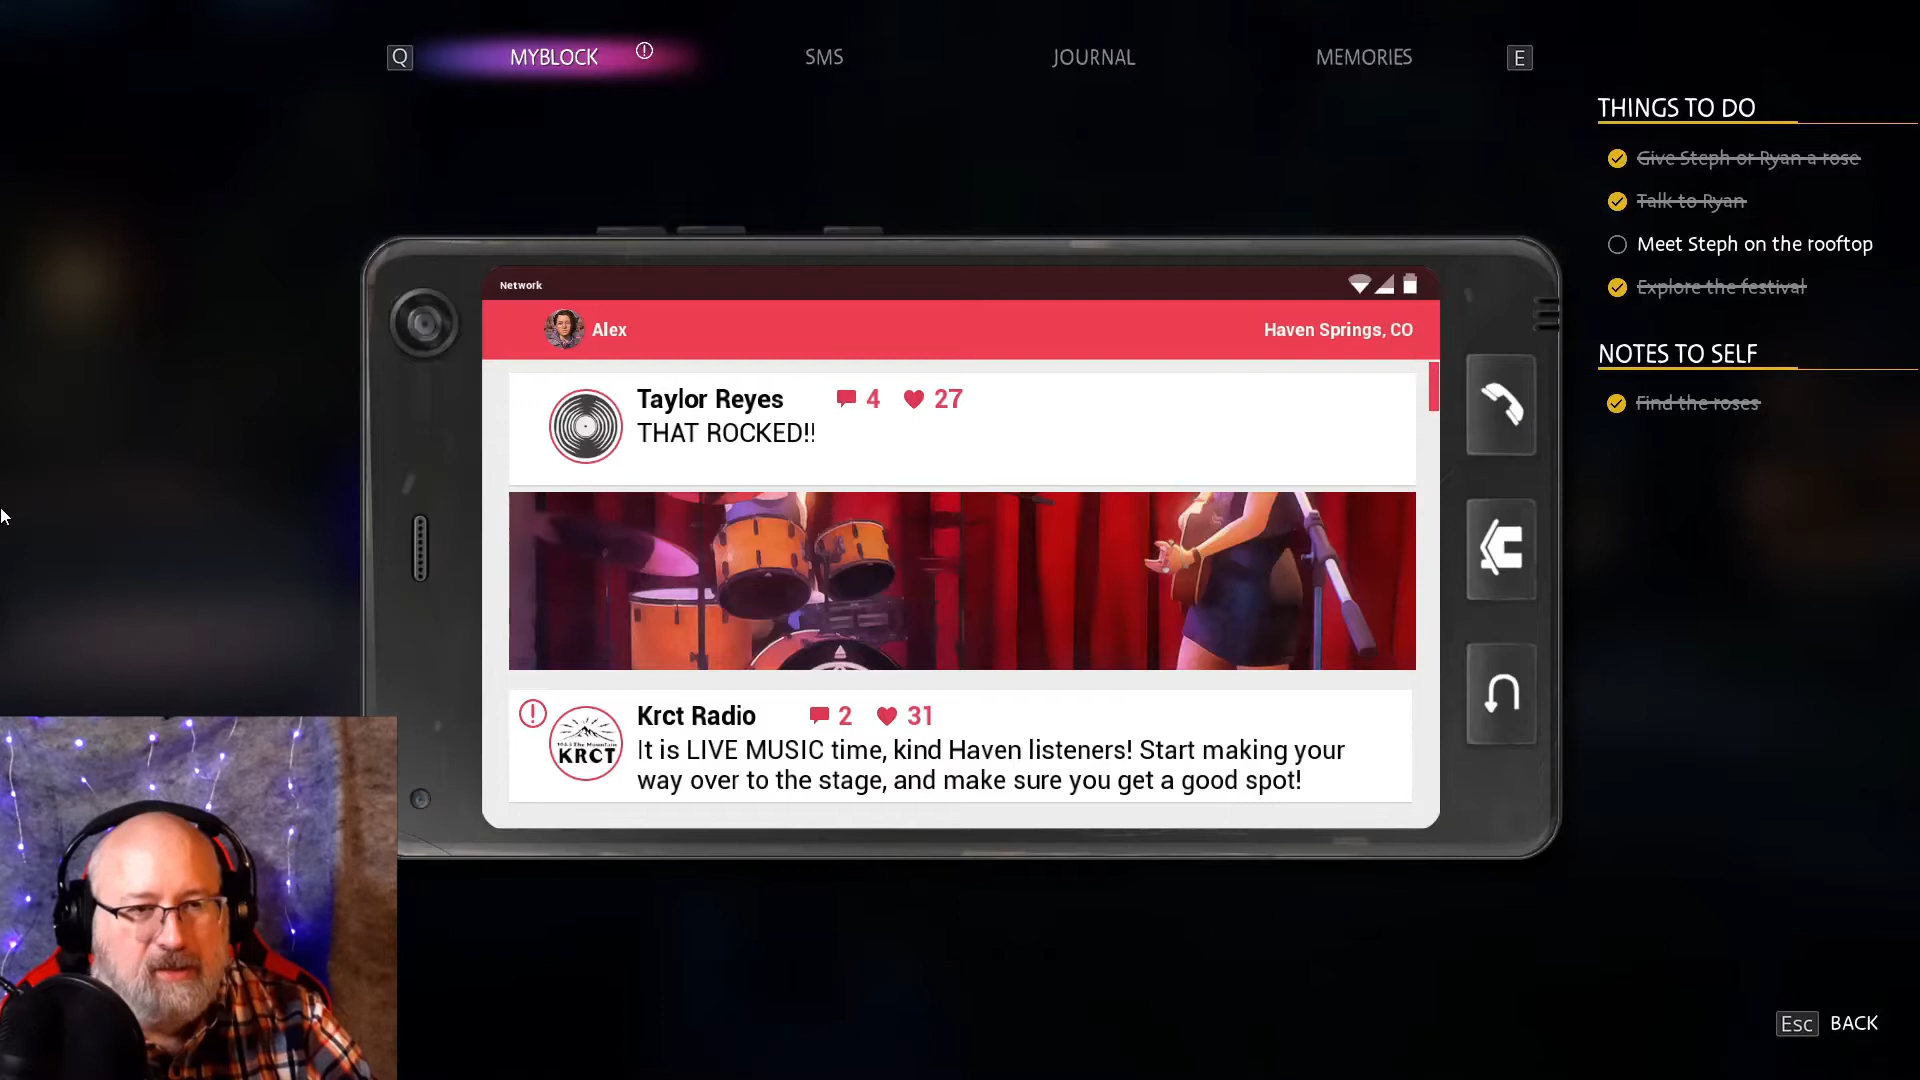 Q MYBLOCK SMS JOURNAL MEMORIES E
THINGS TO DO
Give Steph or Ryan a rose
Talk to Ryan
Meet Steph on the rooftop
Explore the festival
NOTES TO SELF
Find the roses
Network
Alex Haven Springs, CO
Taylor Reyes 4 27
THAT ROCKED!!
Krct Radio 2 31
KRCT
It is LIVE MUSIC time, kind Haven listeners! Start making your
way over to the stage, and make sure you get a good spot!
Esc BACK